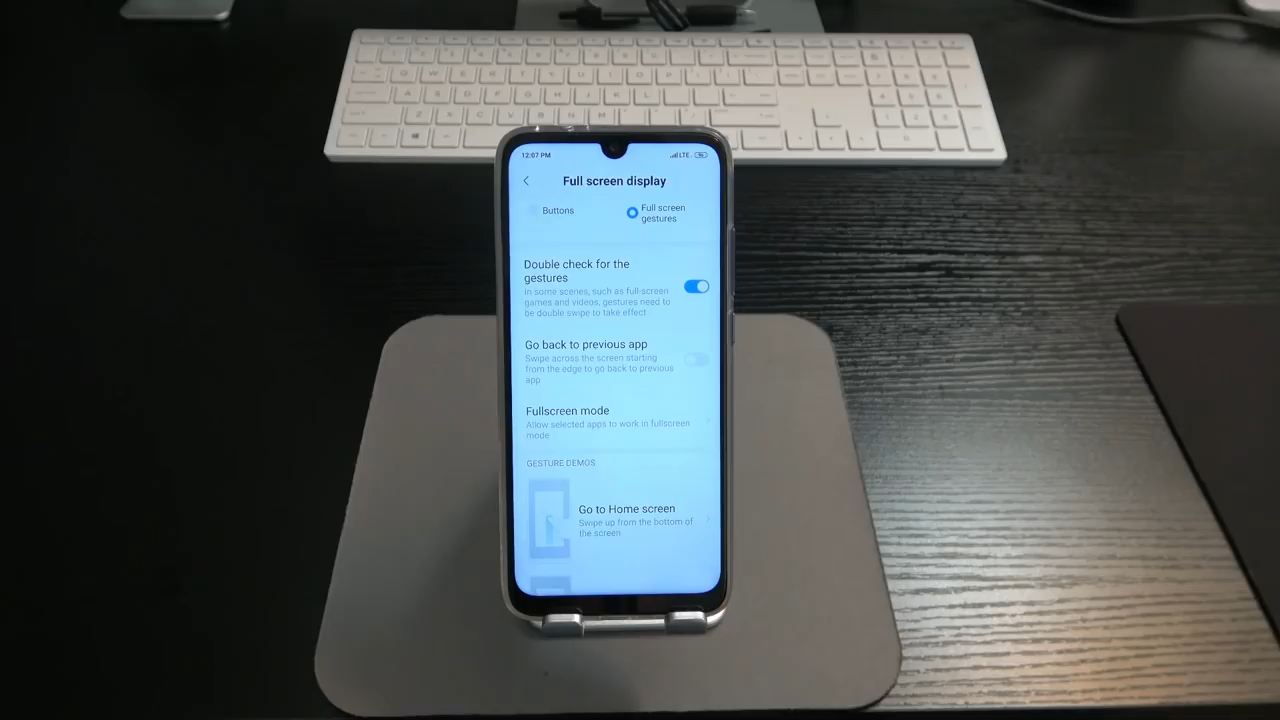 12:07 PM
LTE
Full screen display
Buttons
Full screen
gestures
Double check for the
gestures
In some scenes, such as full-screen
games and videos, gestures need to
be double swipe to take effect
Go back to previous app
Swipe across the screen starting
from the edge to go back to previous
app
Fullscreen mode
Allow selected apps to work in fullscreen
mode
GESTURE DEMOS
Go to Home screen
Swipe up from the bottom of
the screen